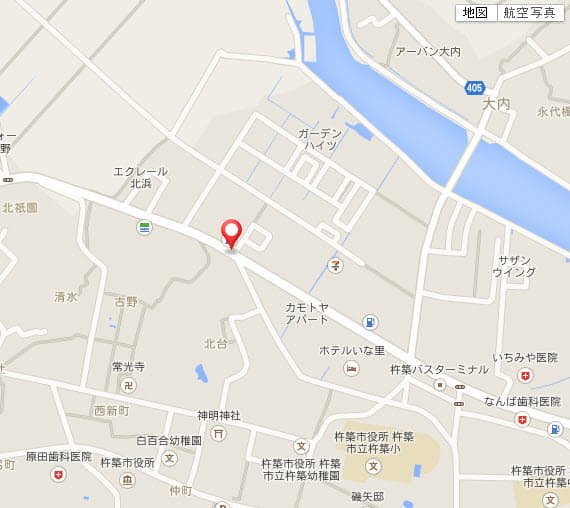 地図 航空写真
アーバン大内
405
大内
永代橋
ガーデン
ハイツ
ォー
野
エクレール
北浜
北祇園
サザン
ウイング
清水
古野
カモトヤ
アパート
北台
ホテルいな里
いちみや医院
常光寺
杵築バスターミナル
西新町
神明神社
なんば歯科医院
白百合幼稚園
杵築市役所 杵築
市立杵築小
原田歯科医院
杵築市役所
杵築市役所 杵築
市立杵築幼稚園
杵築市役所 杵
市立杵築中
仲町
磯矢邸